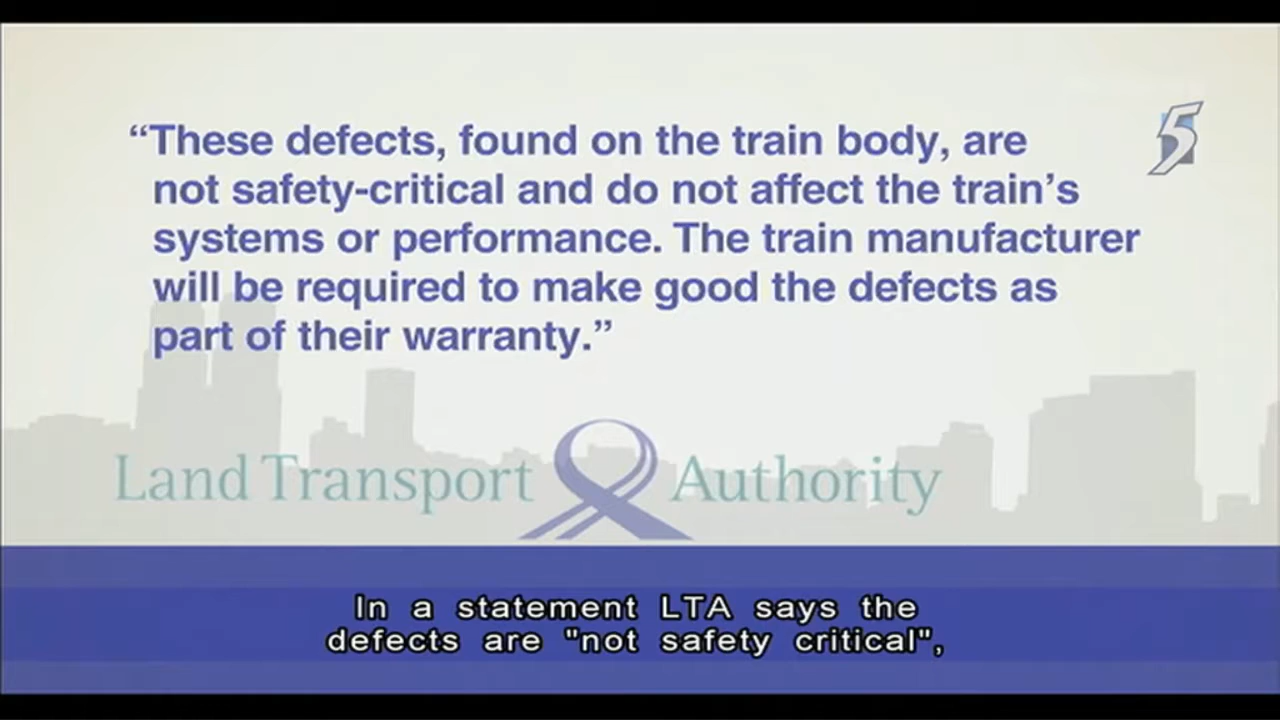 “These defects, found on the train body, are
not safety-critical and do not affect the train’s
systems or performance. The train manufacturer
will be required to make good the defects as
part of their warranty.”
5
Land Transport Authority
In a statement LTA says the
defects are "not safety critical",